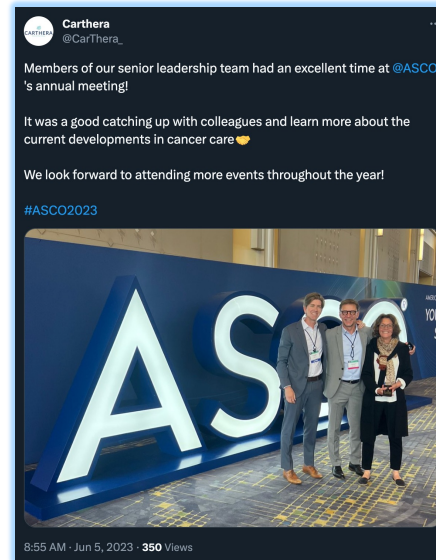 CARTHERA
Carthera
@CarThera_
Members of our senior leadership team had an excellent time at @ASCO
's annual meeting!
It was a good catching up with colleagues and learn more about the
current developments in cancer care🤝
We look forward to attending more events throughout the year!
#ASCO2023
ASCO
8:55 AM · Jun 5, 2023 · 350 Views